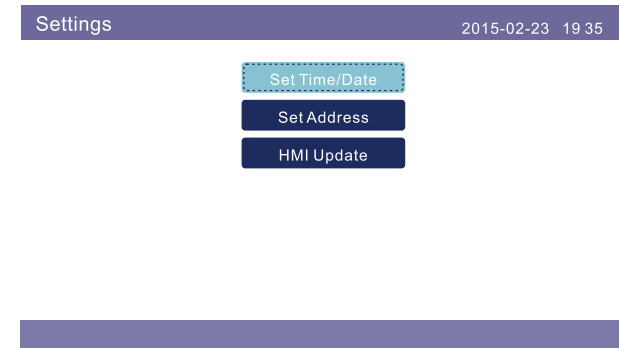 Settings 2015-02-23 19 35
Set Time/Date
Set Address
HMI Update